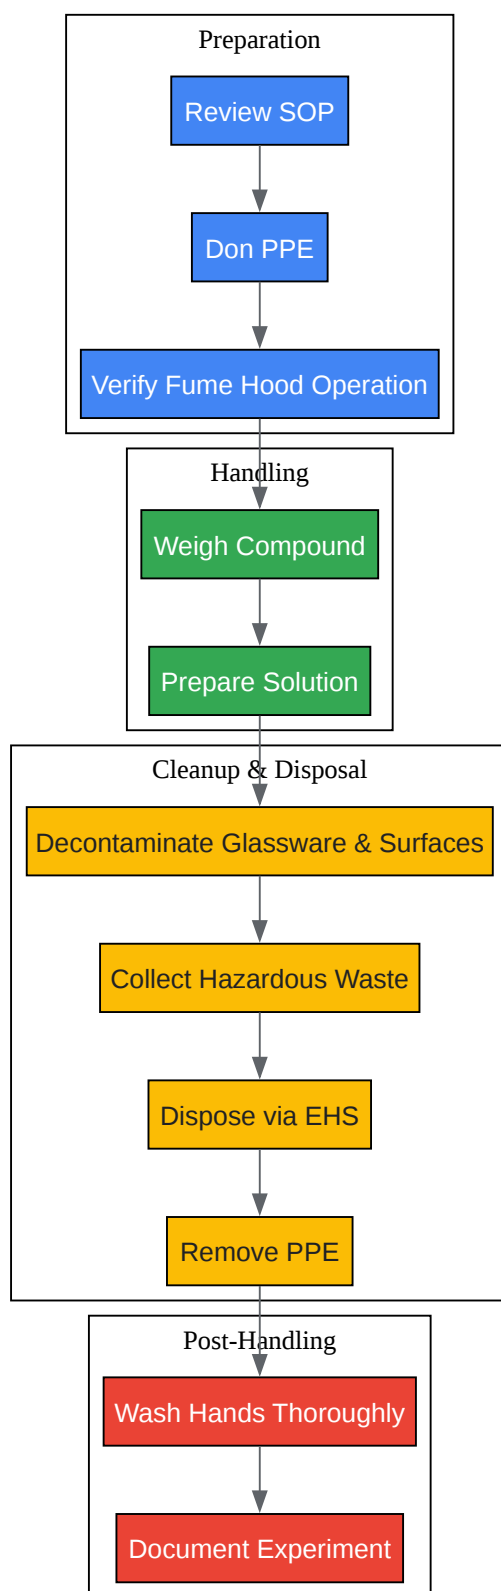 Preparation
Review SOP
Don PPE
Verify Fume Hood Operation
Handling
Weigh Compound
Prepare Solution
Cleanup & Disposal
Decontaminate Glassware & Surfaces
Collect Hazardous Waste
Dispose via EHS
Remove PPE
Post-Handling
Wash Hands Thoroughly
Document Experiment